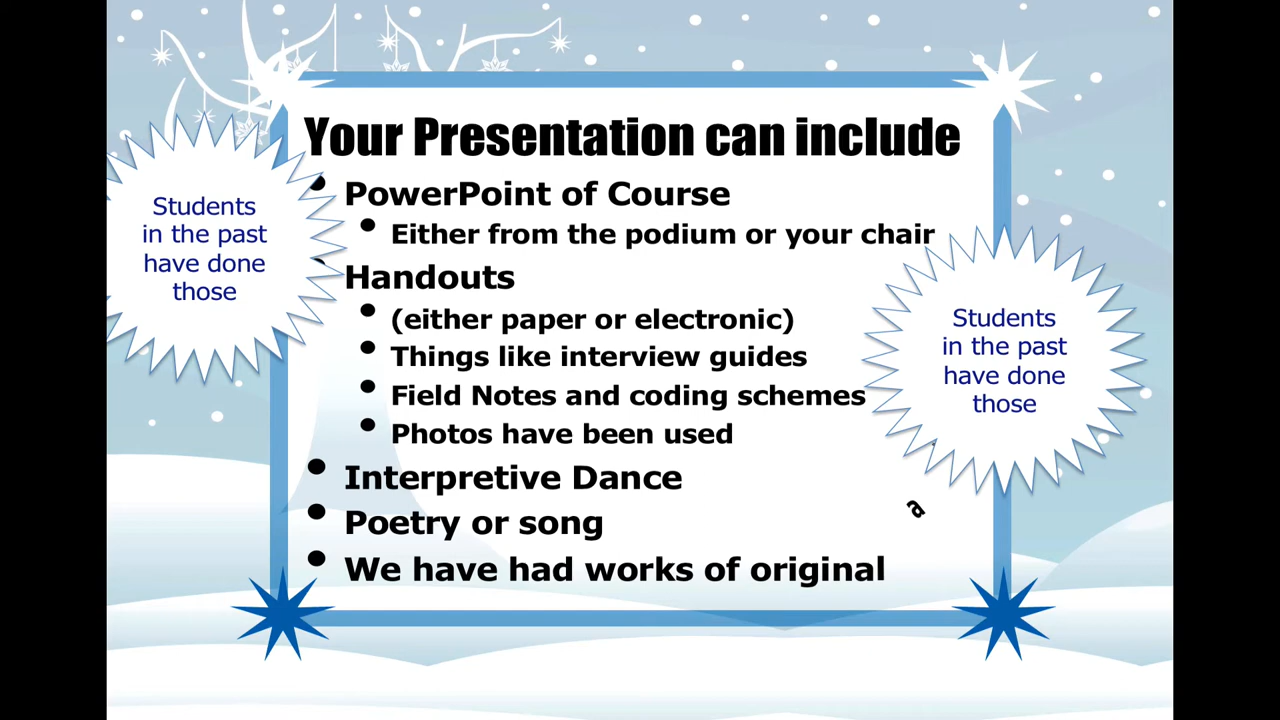 Your Presentation can include
PowerPoint of Course
Either from the podium or your chair
Handouts
(either paper or electronic)
Things like interview guides
Field Notes and coding schemes
Photos have been used
Interpretive Dance
Poetry or song
We have had works of original
a
Students
in the past
have done
those
Students
in the past
have done
those